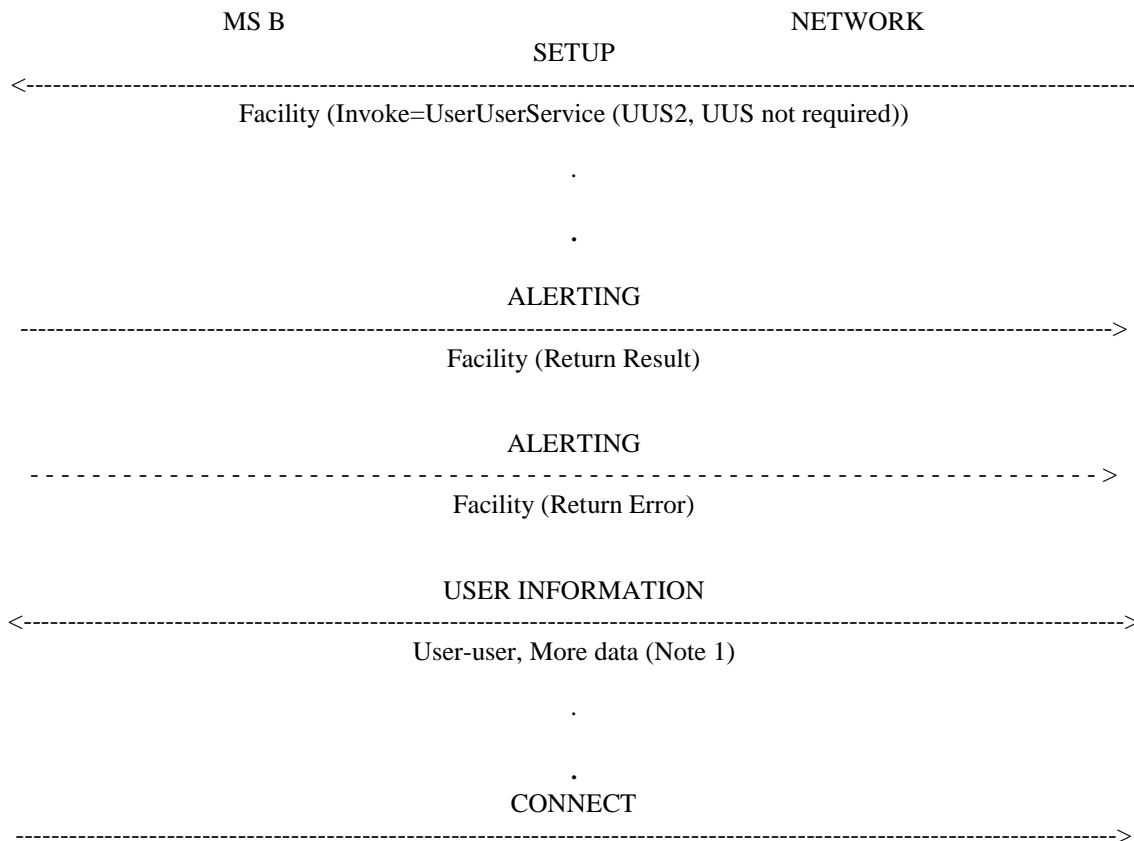 MS B NETWORK
SETUP
<------------------------------------------------------------------------------------------------------------------------------
Facility (Invoke=UserUserService (UUS2, UUS not required))
.
.
ALERTING
---------------------------------------------------------------------------------------------------------------------------->
Facility (Return Result)
ALERTING
- - - - - - - - - - - - - - - - - - - - - - - - - - - - - - - - - - - - - - - - - - - - - - - - - - - - - - - - - - - - - - - - - - - - - - >
Facility (Return Error)
USER INFORMATION
<----------------------------------------------------------------------------------------------------------------------------->
User-user, More data (Note 1)
.
.
CONNECT
----------------------------------------------------------------------------------------------------------------------------->